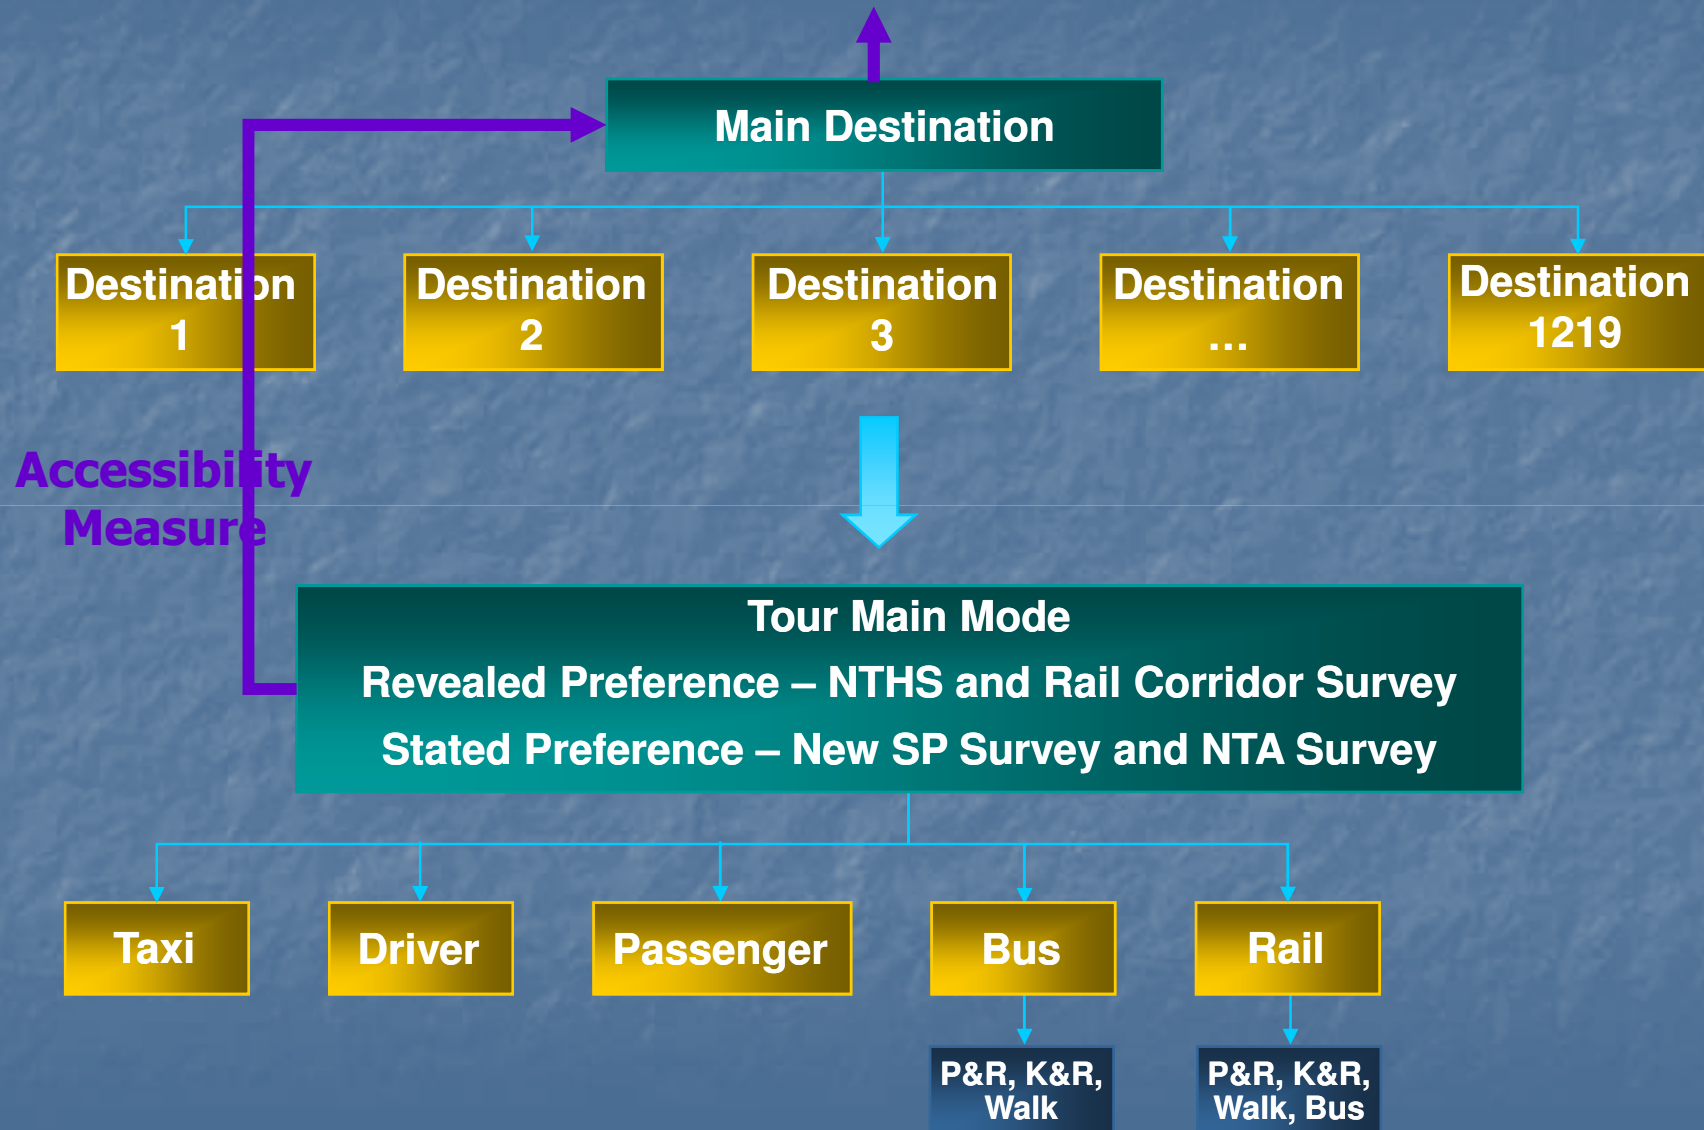 Main Destination
Destination
1
Destination
2
Destination
3
Destination
...
Destination
1219
Accessibility
Measure
Tour Main Mode
Revealed Preference – NTHS and Rail Corridor Survey
Stated Preference – New SP Survey and NTA Survey
Taxi
Driver
Passenger
Bus
Rail
P&R, K&R,
Walk
P&R, K&R,
Walk, Bus